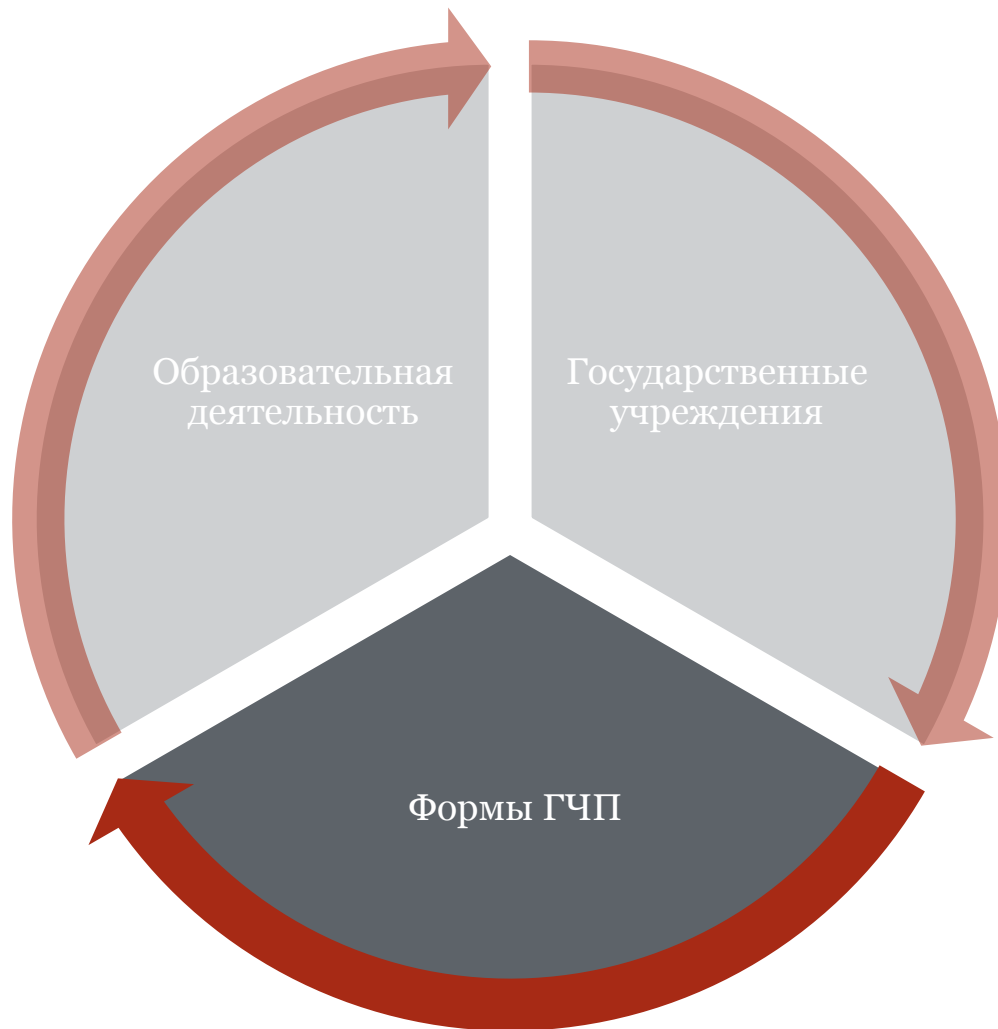 Образовательная
деятельность
Государственные
учреждения
Формы ГЧП